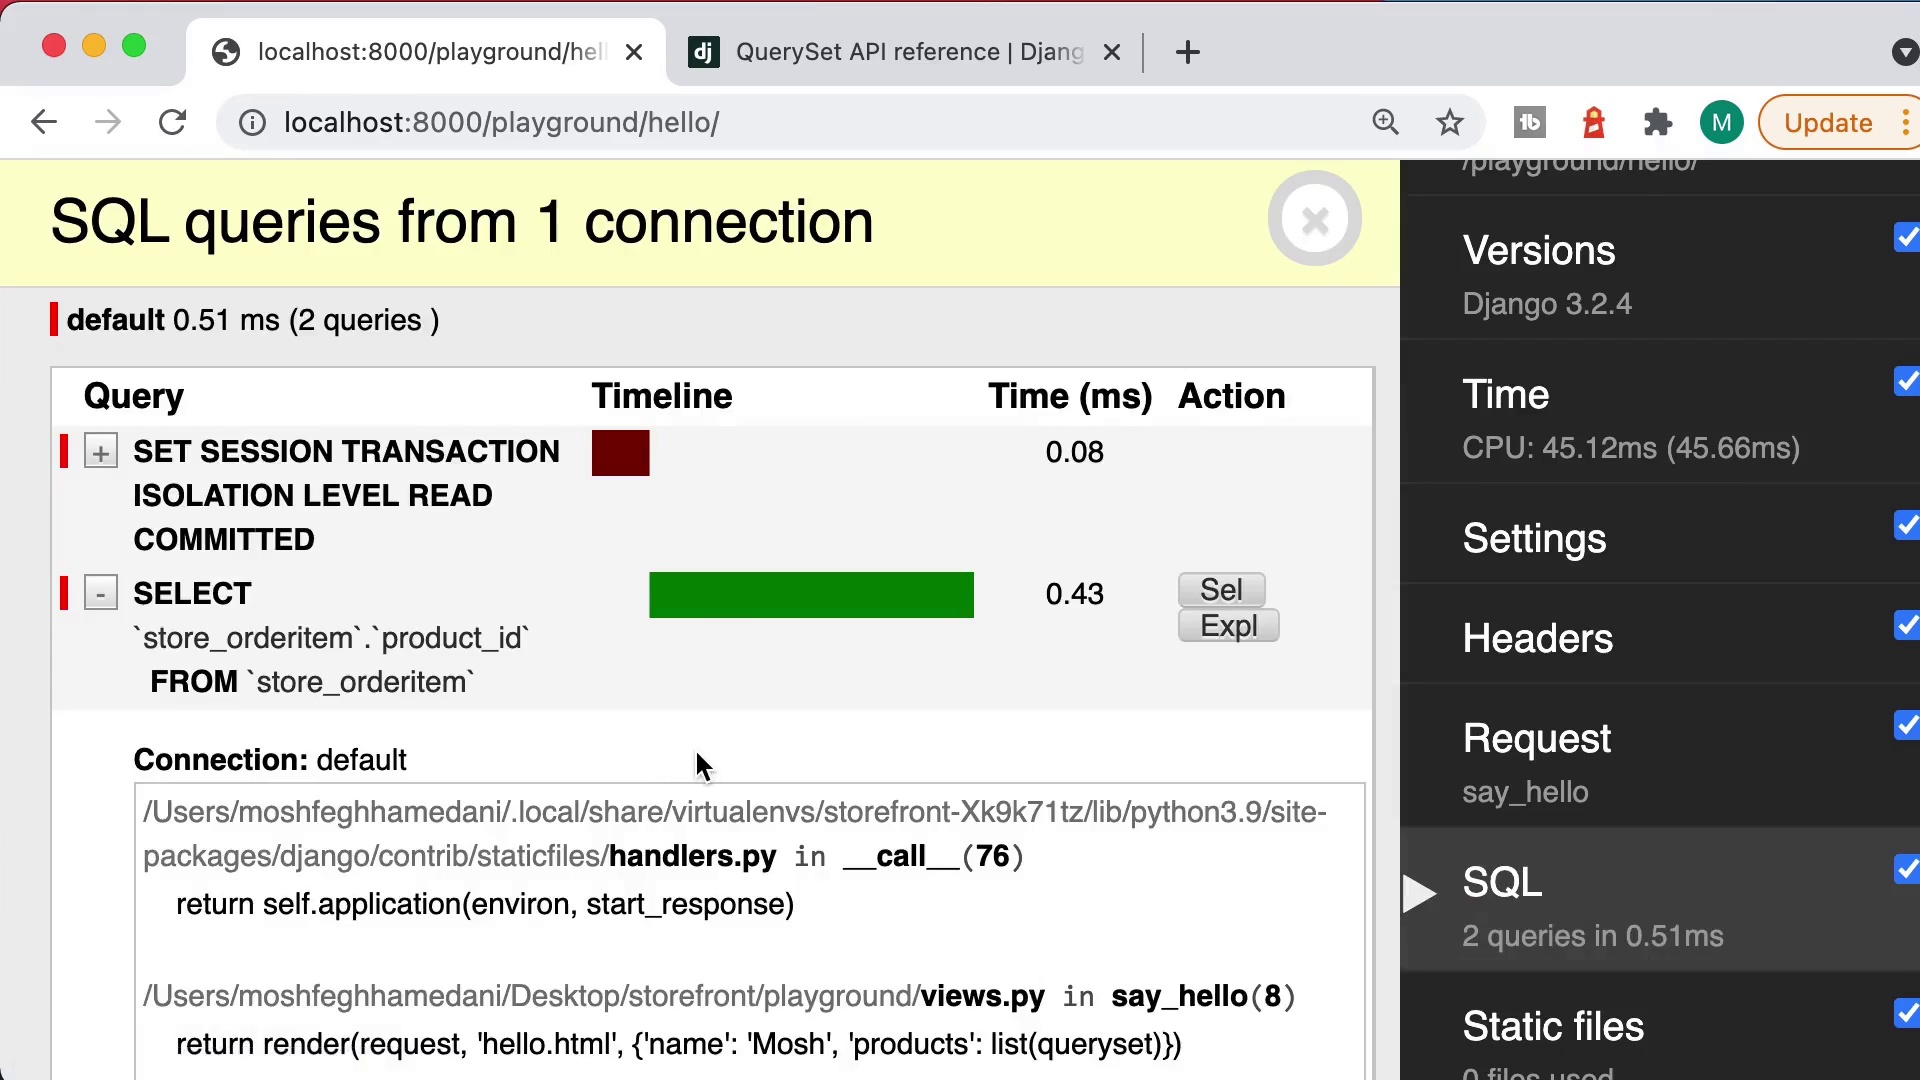 localhost:8000/playground/hel
QuerySet API reference | Djang
localhost:8000/playground/hello/
M
Update
SQL queries from 1 connection
/playground/hello/
Versions
Django 3.2.4
default 0.51 ms (2 queries )
Query Timeline Time (ms) Action
Time
CPU: 45.12ms (45.66ms)
+ SET SESSION TRANSACTION 0.08
ISOLATION LEVEL READ
COMMITTED
Settings
- SELECT 0.43 Sel
Expl
`store_orderitem`.`product_id`
FROM `store_orderitem`
Headers
Request
say_hello
Connection: default
/Users/moshfeghhamedani/.local/share/virtualenvs/storefront-Xk9k71tz/lib/python3.9/site-
packages/django/contrib/staticfiles/handlers.py in __call__(76)
return self.application(environ, start_response)
SQL
2 queries in 0.51ms
/Users/moshfeghhamedani/Desktop/storefront/playground/views.py in say_hello(8)
return render(request, 'hello.html', {'name': 'Mosh', 'products': list(queryset)})
Static files
0 files used